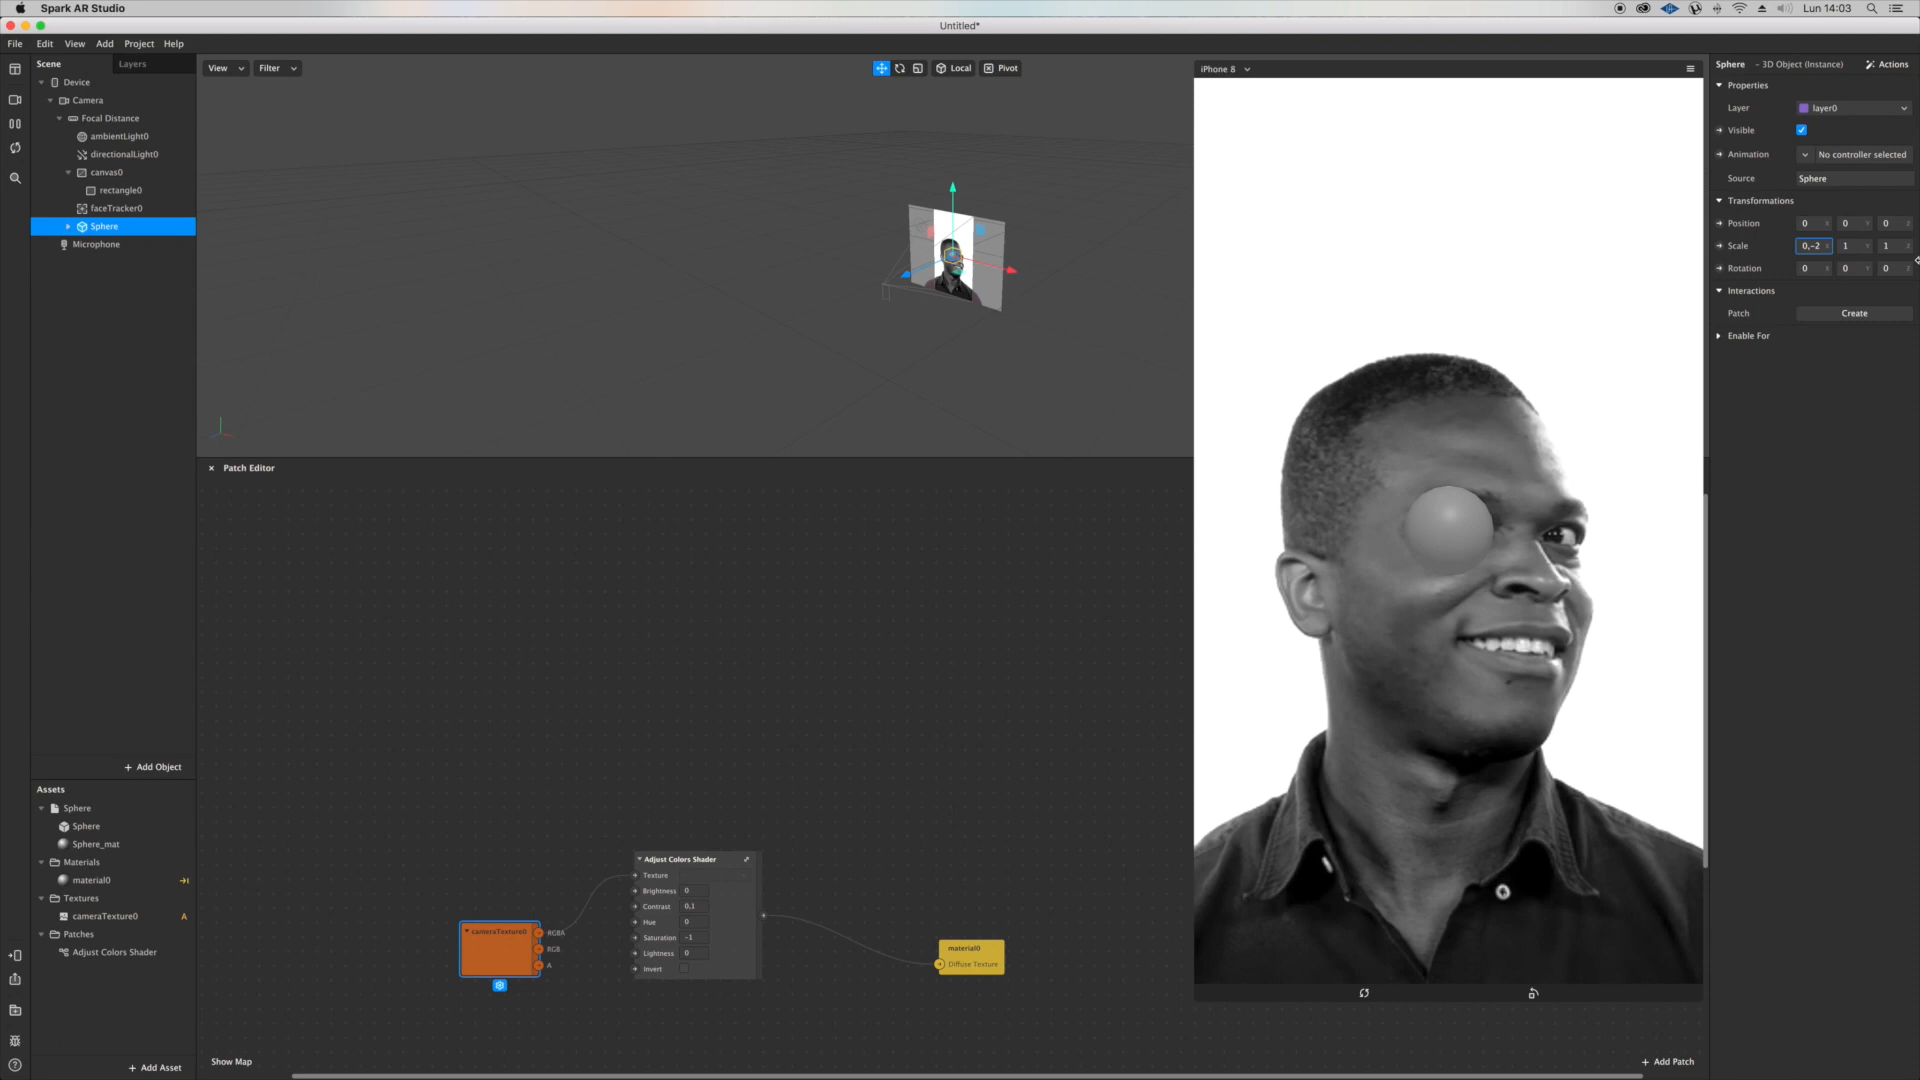 Spark AR Studio
Lun 14:03
Untitled*
File Edit View Add Project Help
Scene
Layers
Device
Camera
Focal Distance
ambientLight0
directionalLight0
canvas0
rectangle0
faceTracker0
Sphere
Microphone
+ Add Object
Assets
Sphere
Sphere
Sphere_mat
Materials
material0
Textures
cameraTexture0 A
Patches
Adjust Colors Shader
+ Add Asset
View
Filter
Local
Pivot
× Patch Editor
cameraTexture0
RGBA
RGB
A
Adjust Colors Shader
Texture
Brightness 0
Contrast 0,1
Hue 0
Saturation −1
Lightness 0
Invert
material0
Diffuse Texture
Show Map
+ Add Patch
iPhone 8
Sphere – 3D Object (Instance)
Actions
Properties
Layer layer0
Visible
Animation No controller selected
Source Sphere
Transformations
Position 0 X 0 Y 0 Z
Scale 0,−2 X 1 Y 1 Z
Rotation 0 X 0 Y 0 Z
Interactions
Patch Create
Enable For